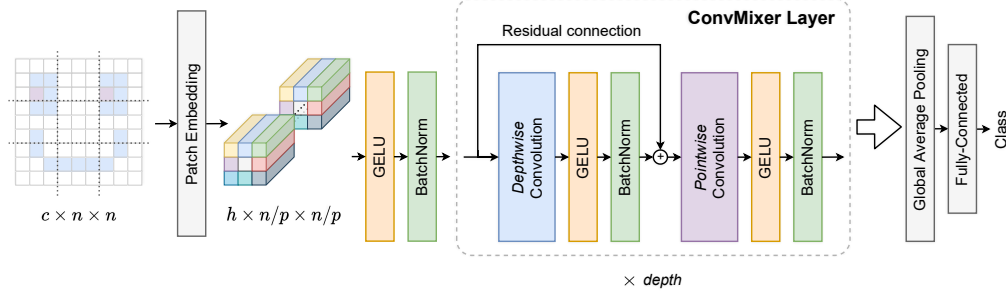 ConvMixer Layer
Residual connection
c × n × n
Patch Embedding
h × n/p × n/p
GELU
BatchNorm
Depthwise
Convolution
GELU
BatchNorm
+
Pointwise
Convolution
GELU
BatchNorm
× depth
Global Average Pooling
Fully-Connected
Class